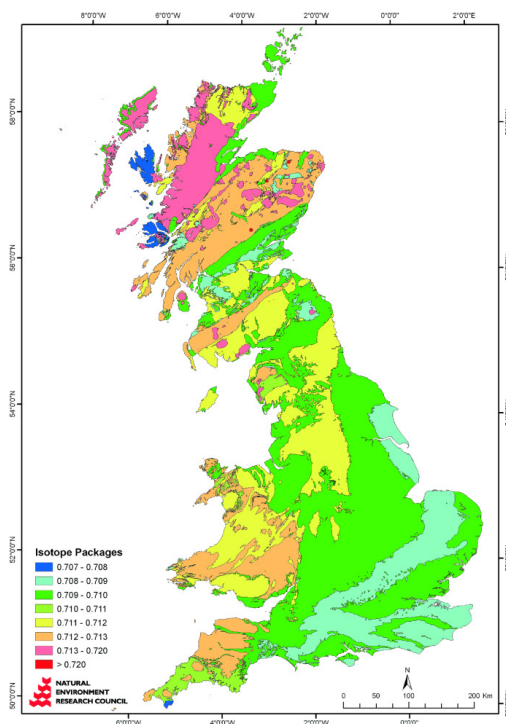 8°0'0"W 6°0'0"W 4°0'0"W 2°0'0"W 0°0'0" 2°0'0"E
58°0'0"N
56°0'0"N
54°0'0"N
52°0'0"N
50°0'0"N
Isotope Packages
0.707 - 0.708
0.708 - 0.709
0.709 - 0.710
0.710 - 0.711
0.711 - 0.712
0.712 - 0.713
0.713 - 0.720
> 0.720
NATURAL
ENVIRONMENT
RESEARCH COUNCIL
N
0 50 100 200 Km
6°0'0"W 4°0'0"W 2°0'0"W 0°0'0"